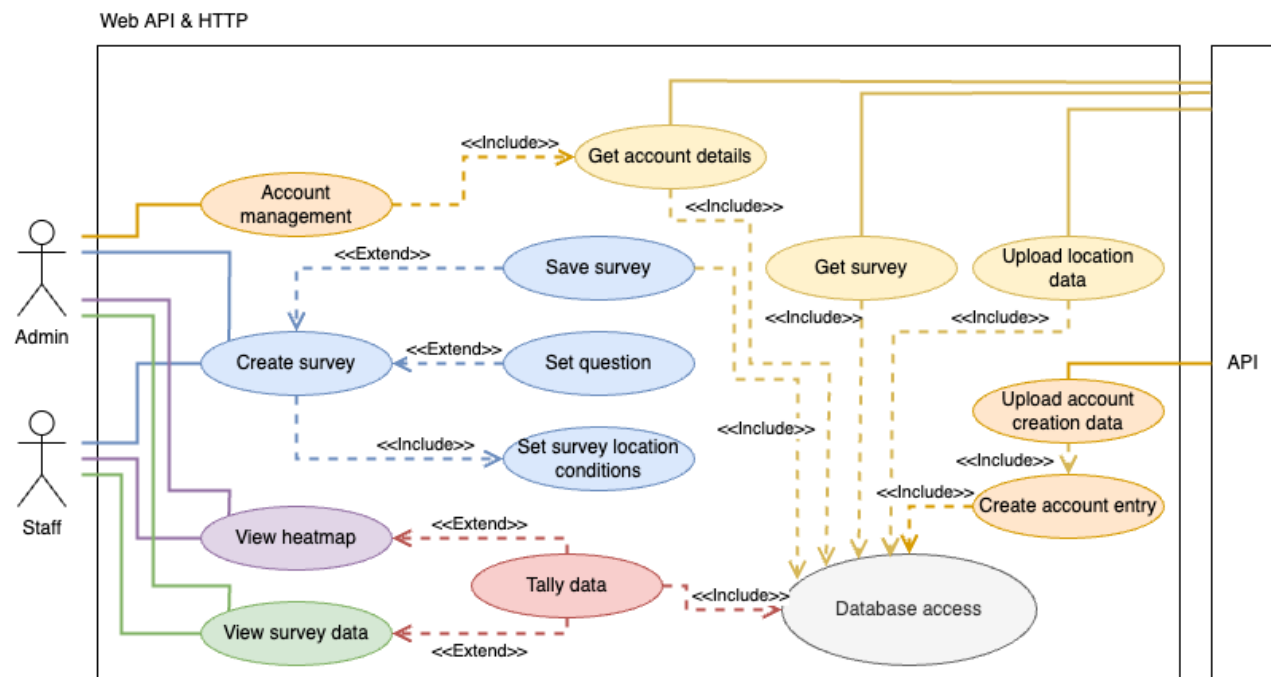 Web API & HTTP
<<Include>>
Get account details
Account
management
<<Include>>
Admin
<<Extend>>
Save survey
Get survey
Upload location
data
<<Include>>
<<Include>>
Create survey
<<Extend>>
Set question
API
Upload account
creation data
Staff
<<Include>>
Set survey location
conditions
<<Include>>
<<Include>>
<<Include>>
Create account entry
View heatmap
<<Extend>>
Tally data
<<Include>>
Database access
View survey data
<<Extend>>